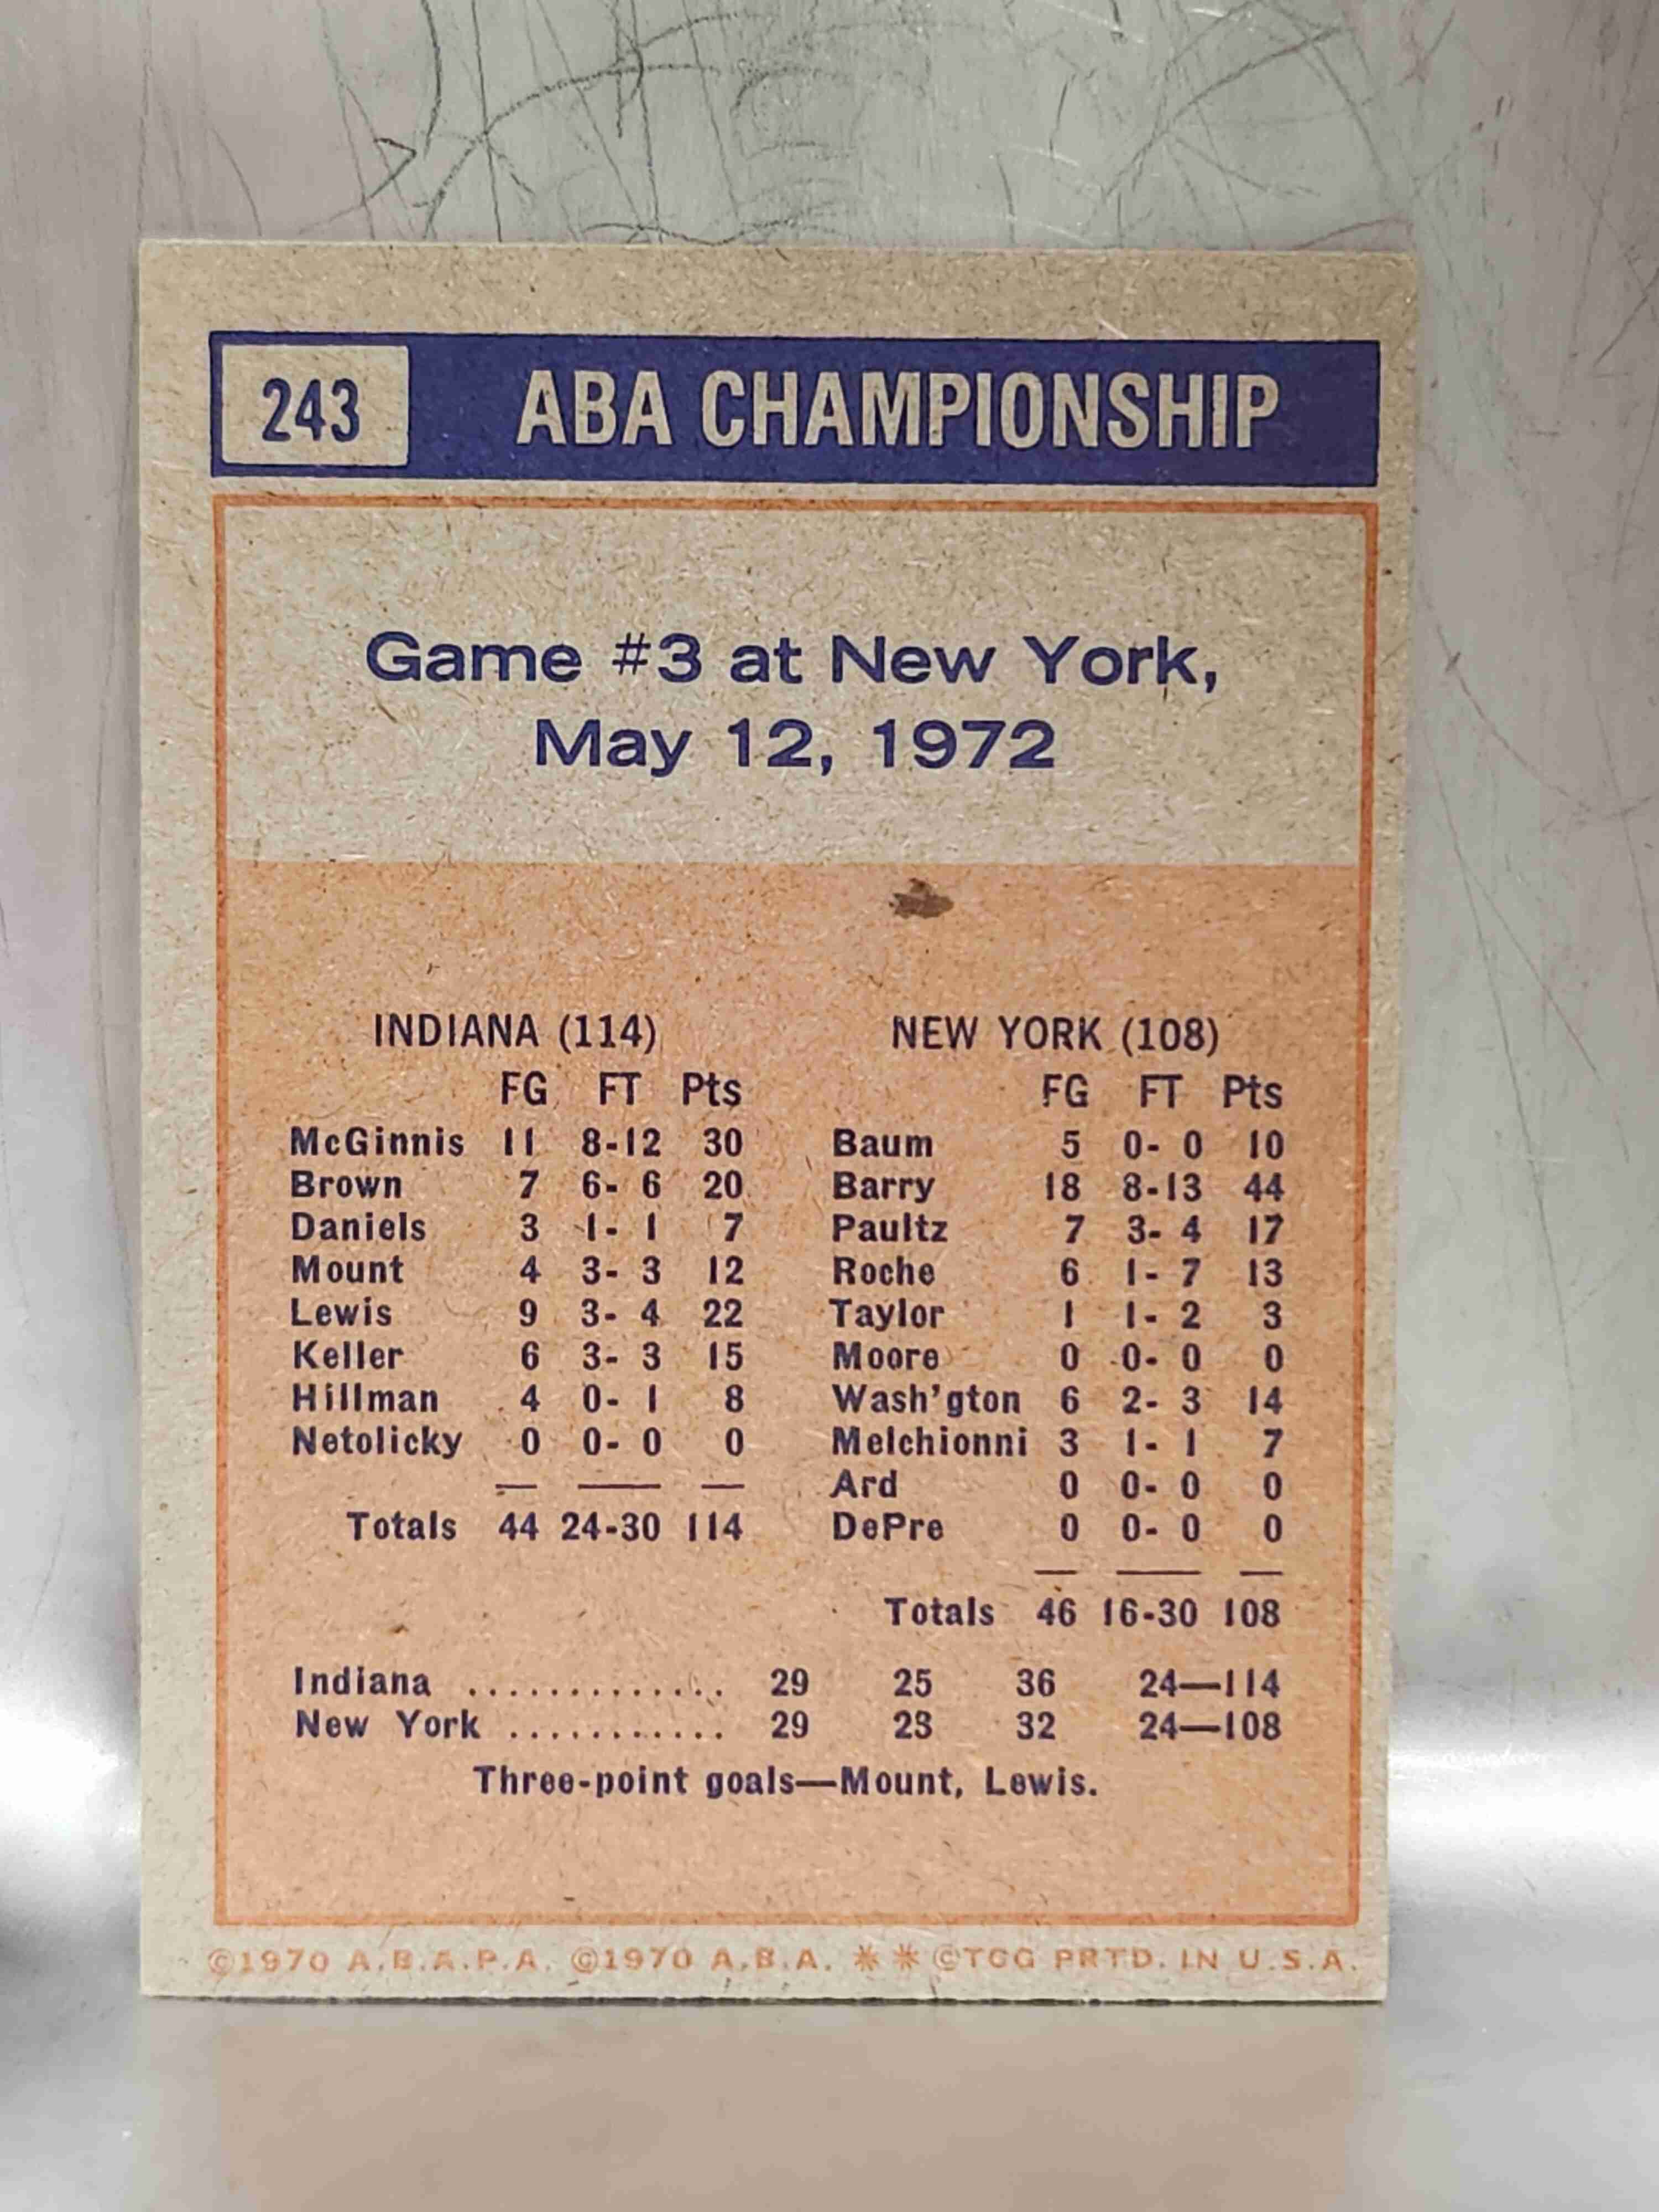 243 ABA CHAMPIONSHIP
Game #3 at New York,
May 12, 1972
INDIANA (114)
FG FT Pts
McGinnis 11 8-12 30
Brown 7 6- 6 20
Daniels 3 1- 1 7
Mount 4 3- 3 12
Lewis 9 3- 4 22
Keller 6 3- 3 15
Hillman 4 0- 1 8
Netolicky 0 0- 0 0
Totals 44 24-30 114
NEW YORK (108)
FG FT Pts
Baum 5 0- 0 10
Barry 18 8-13 44
Paultz 7 3- 4 17
Roche 6 1- 7 13
Taylor 1 1- 2 3
Moore 0 0- 0 0
Wash'gton 6 2- 3 14
Melchionni 3 1- 1 7
Ard 0 0- 0 0
DePre 0 0- 0 0
Totals 46 16-30 108
Indiana ............. 29 25 36 24—114
New York ........... 29 23 32 24—108
Three-point goals—Mount, Lewis.
©1970 A.B.A.P.A. ©1970 A.B.A. ** ©TCG PRTD. IN U.S.A.